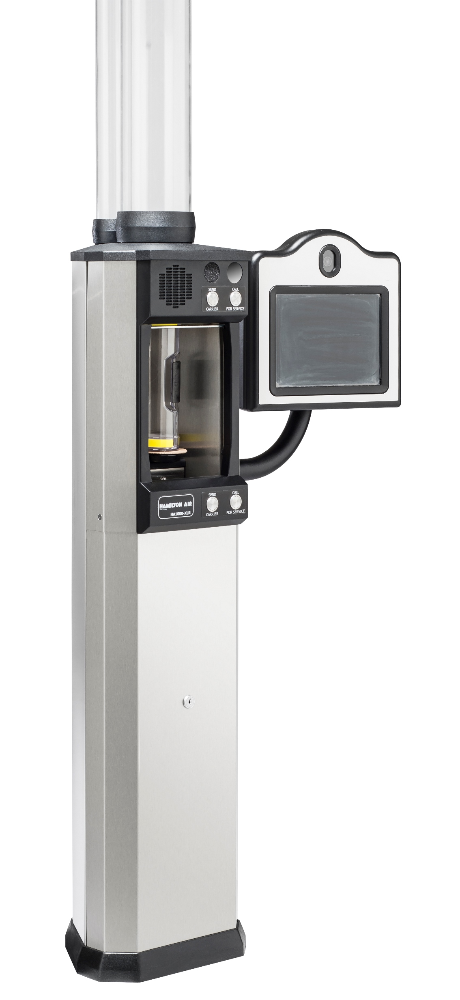 SEND
CALL
CARRIER
FOR SERVICE
HAMILTON AIR
HA1000-XLR
SEND
CALL
CARRIER
FOR SERVICE